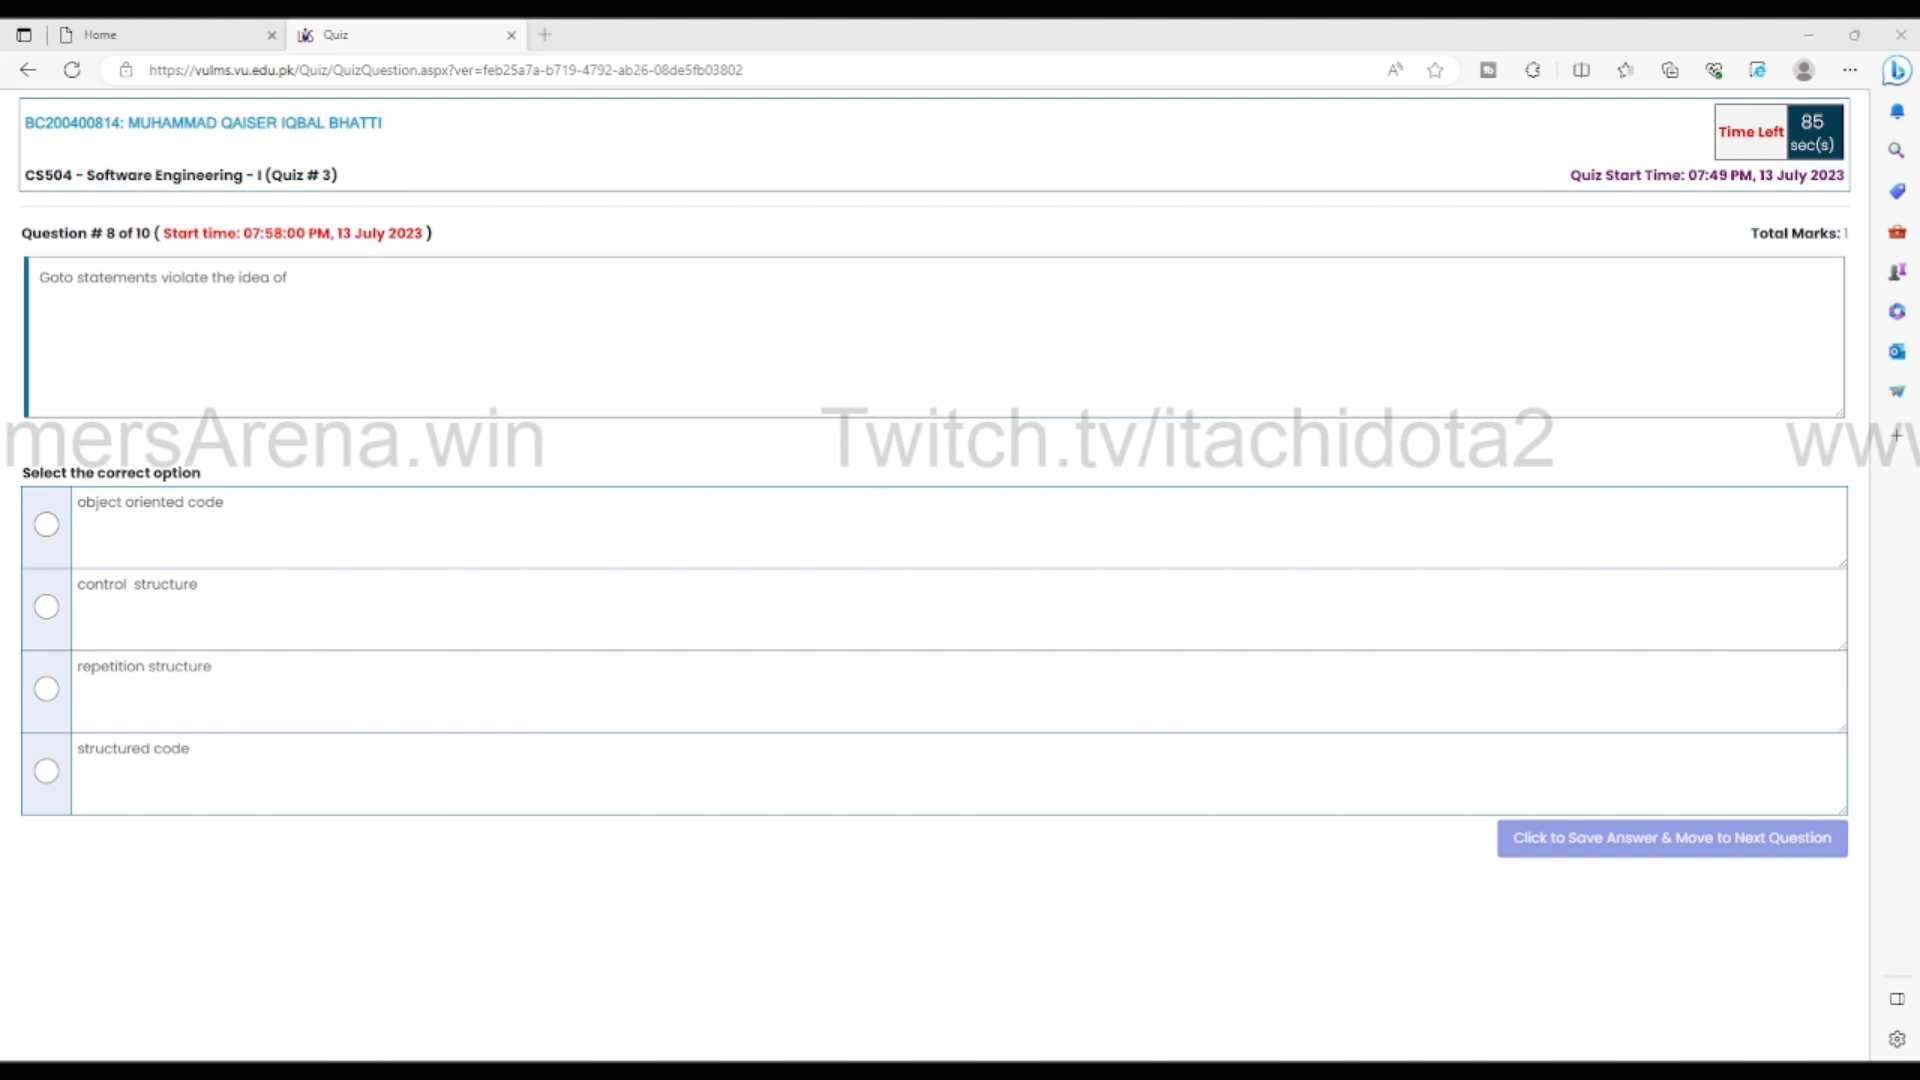 Home
Quiz
https://vulms.vu.edu.pk/Quiz/QuizQuestion.aspx?ver=feb25a7a-b719-4792-ab26-08de5fb03802
BC200400814: MUHAMMAD QAISER IQBAL BHATTI
Time Left 85 sec(s)
CS504 - Software Engineering - I (Quiz # 3)
Quiz Start Time: 07:49 PM, 13 July 2023
Question # 8 of 10 ( Start time: 07:58:00 PM, 13 July 2023 )
Total Marks: 1
Goto statements violate the idea of
mersArena.win
Twitch.tv/itachidota2
www
Select the correct option
object oriented code
control structure
repetition structure
structured code
Click to Save Answer & Move to Next Question